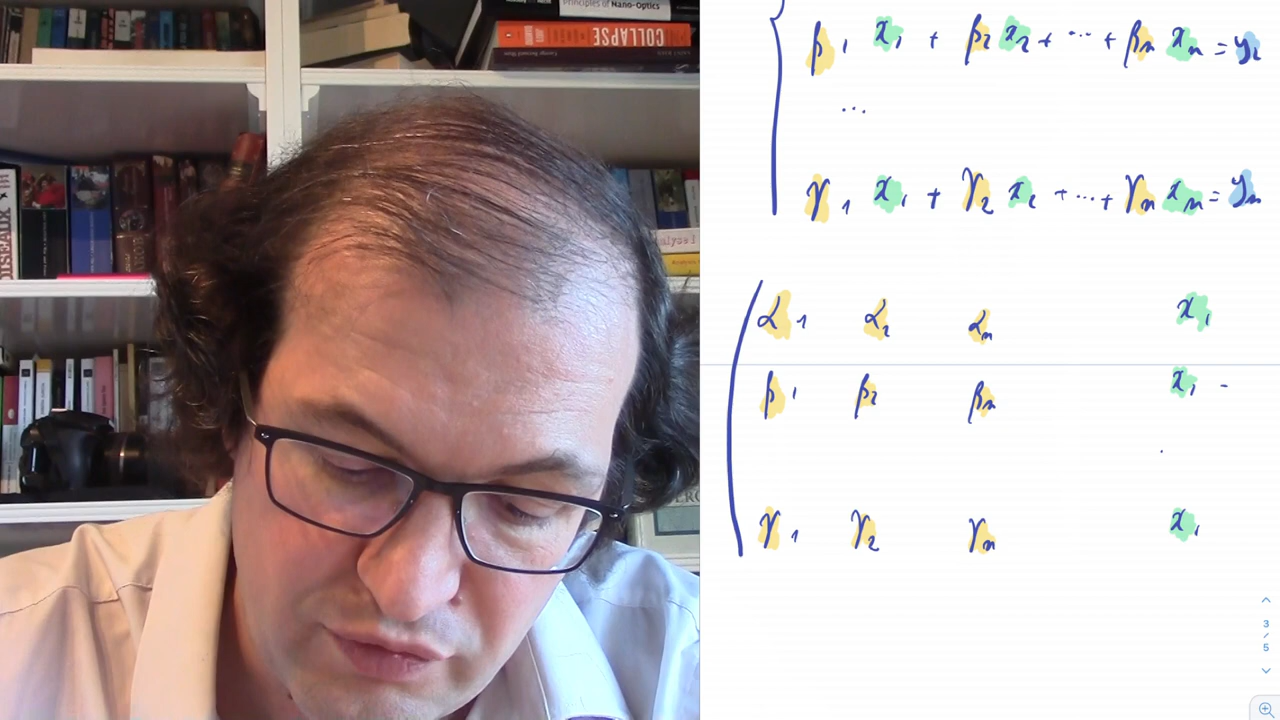 Principles of Nano-Optics
COLLAPSE
β1 x1 + β2 x2 + ... + βn xn = y2
...
γ1 x1 + γ2 x2 + ... + γn xn = yn
α1 α2 αn x1
β1 β2 βn x1 -
γ1 γ2 γn x1
OISEAUX
3
/
5